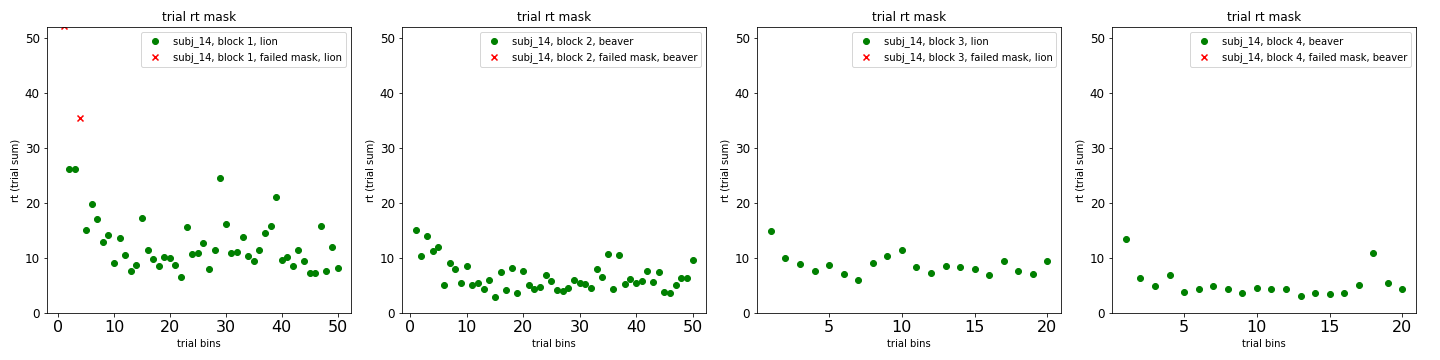 trial rt mask
subj_14, block 1, lion
subj_14, block 1, failed mask, lion
rt (trial sum)
50
40
30
20
10
0
0 10 20 30 40 50
trial bins
trial rt mask
subj_14, block 2, beaver
subj_14, block 2, failed mask, beaver
rt (trial sum)
50
40
30
20
10
0
0 10 20 30 40 50
trial bins
trial rt mask
subj_14, block 3, lion
subj_14, block 3, failed mask, lion
rt (trial sum)
50
40
30
20
10
0
5 10 15 20
trial bins
trial rt mask
subj_14, block 4, beaver
subj_14, block 4, failed mask, beaver
rt (trial sum)
50
40
30
20
10
0
5 10 15 20
trial bins